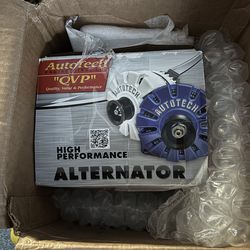 Autotech
"QVP"
Quality, Value & Performance
AUTOTECH
HIGH
PERFORMANCE
ALTERNATOR